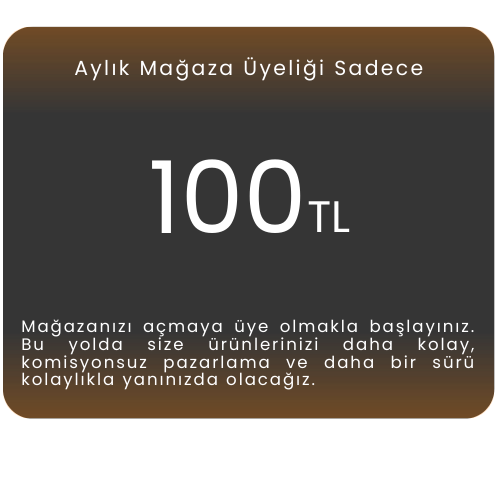 Aylık Mağaza Üyeliği Sadece
100TL
Mağazanızı açmaya üye olmakla başlayınız.
Bu yolda size ürünlerinizi daha kolay,
komisyonsuz pazarlama ve daha bir sürü
kolaylıkla yanınızda olacağız.